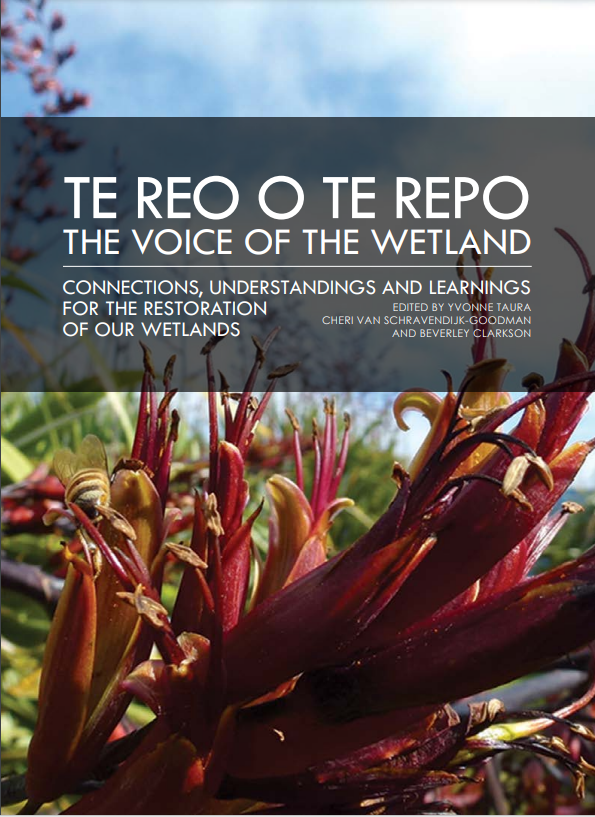 TE REO O TE REPO
THE VOICE OF THE WETLAND
CONNECTIONS, UNDERSTANDINGS AND LEARNINGS
FOR THE RESTORATION
OF OUR WETLANDS
EDITED BY YVONNE TAURA
CHERI VAN SCHRAVENDIJK-GOODMAN
AND BEVERLEY CLARKSON